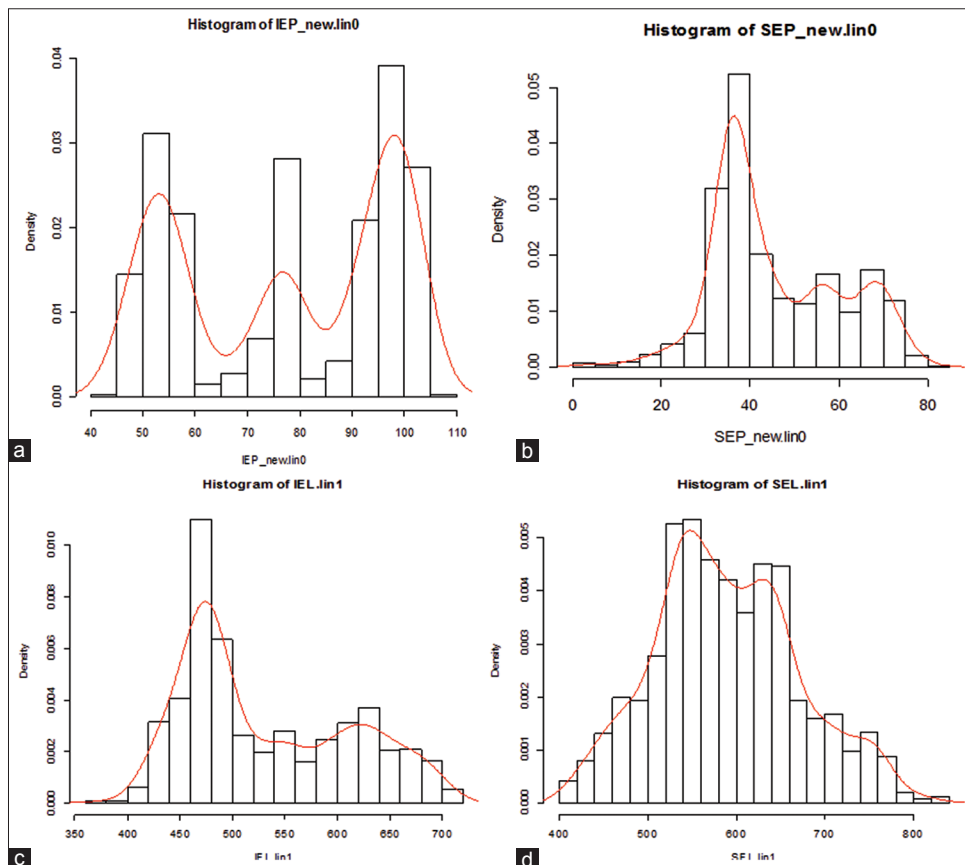 Histogram of IEP_new.lin0
Density
0.00 0.01 0.02 0.03 0.04
40 50 60 70 80 90 100 110
IEP_new.lin0
a
Histogram of SEP_new.lin0
Density
0.00 0.01 0.02 0.03 0.04 0.05
0 20 40 60 80
SEP_new.lin0
b
Histogram of IEL.lin1
Density
0.000 0.002 0.004 0.006 0.008 0.010
350 400 450 500 550 600 650 700
IEL.lin1
c
Histogram of SEL.lin1
Density
0.000 0.001 0.002 0.003 0.004 0.005
400 500 600 700 800
SEL.lin1
d